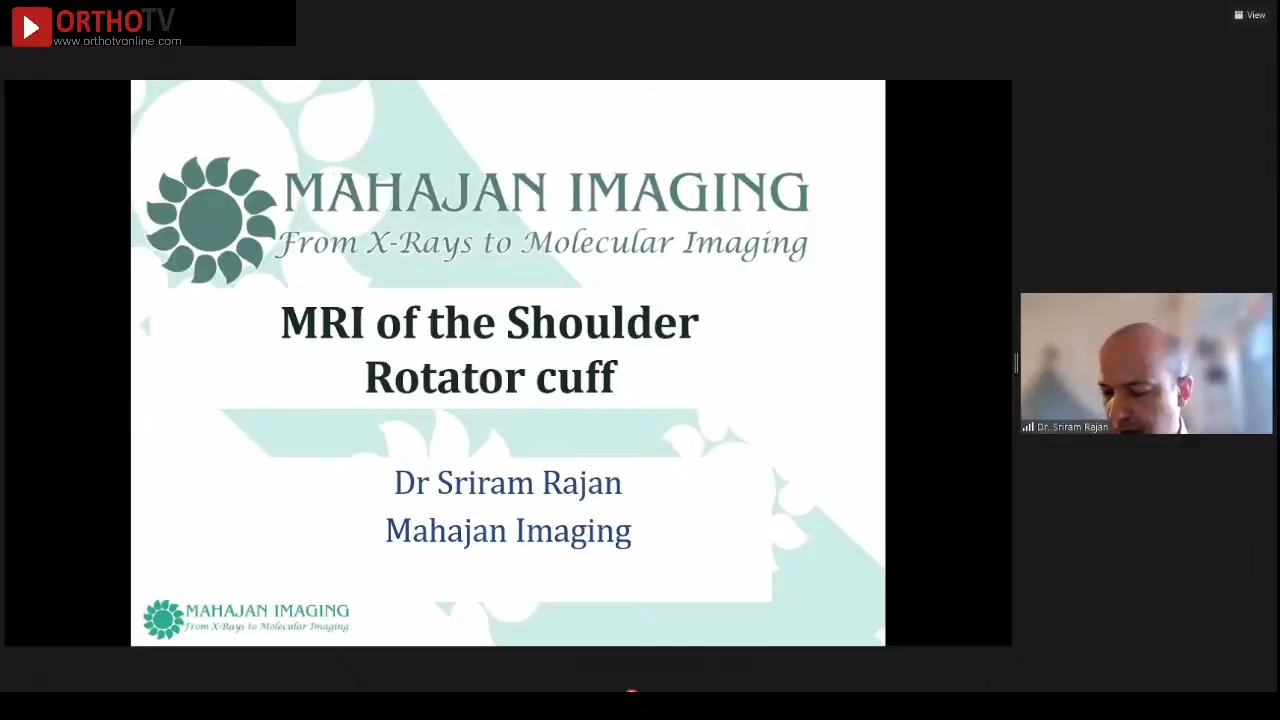 ORTHOTV
www.orthotvonline.com
View
MAHAJAN IMAGING
From X-Rays to Molecular Imaging
MRI of the Shoulder
Rotator cuff
Dr Sriram Rajan
Mahajan Imaging
Dr. Sriram Rajan
MAHAJAN IMAGING
From X-Rays to Molecular Imaging